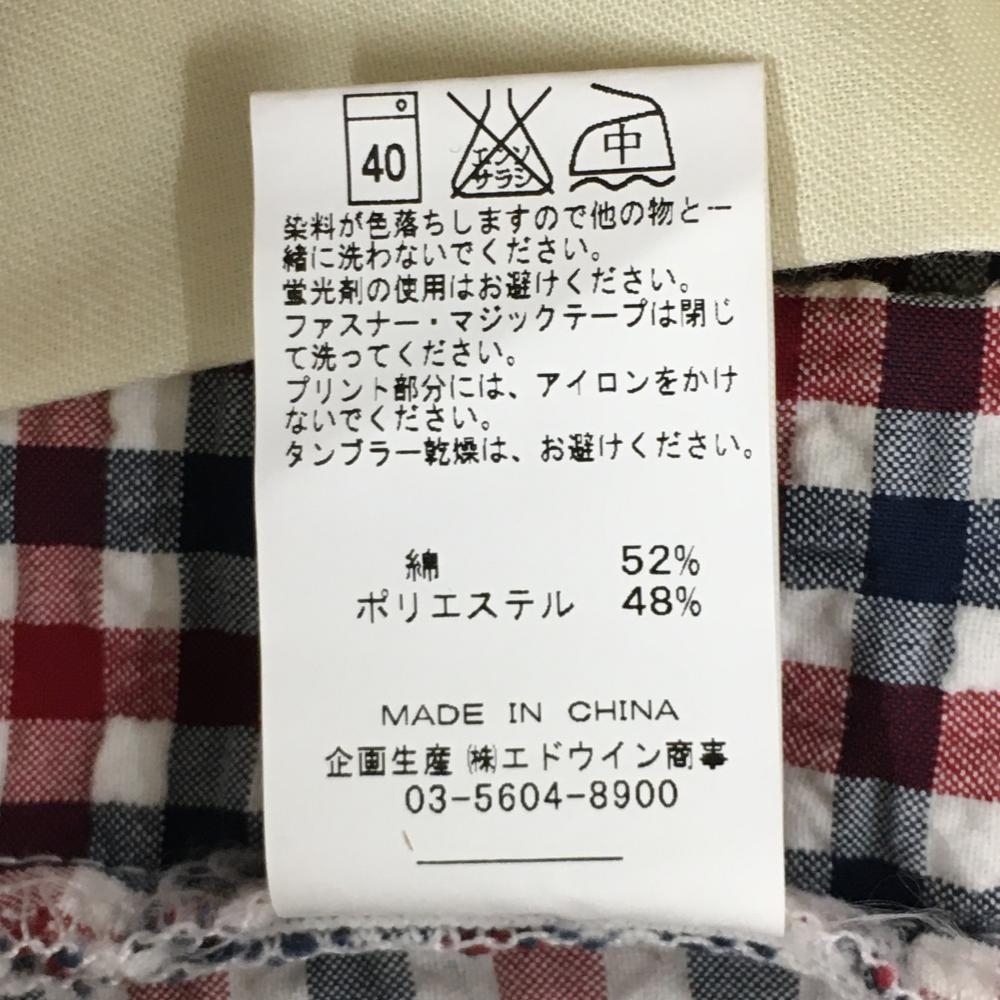 40 エンソ サラシ 中
染料が色落ちしますので他の物と一
緒に洗わないでください。
蛍光剤の使用はお避けください。
ファスナー・マジックテープは閉じ
て洗ってください。
プリント部分には、アイロンをかけ
ないでください。
タンブラー乾燥は、お避けください。
綿 52%
ポリエステル 48%
MADE IN CHINA
企画生産 ㈱エドウイン商事
03-5604-8900